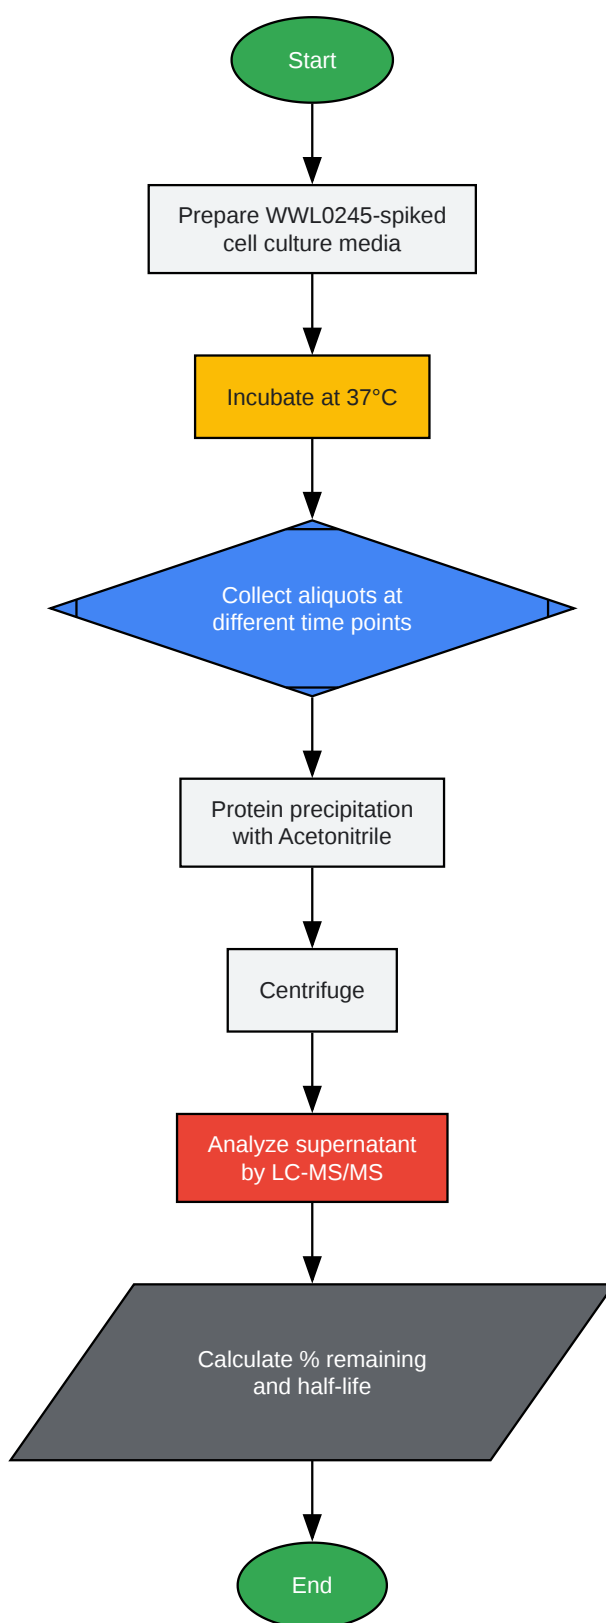 Start
Prepare WWL0245-spiked
cell culture media
Incubate at 37°C
Collect aliquots at
different time points
Protein precipitation
with Acetonitrile
Centrifuge
Analyze supernatant
by LC-MS/MS
Calculate % remaining
and half-life
End